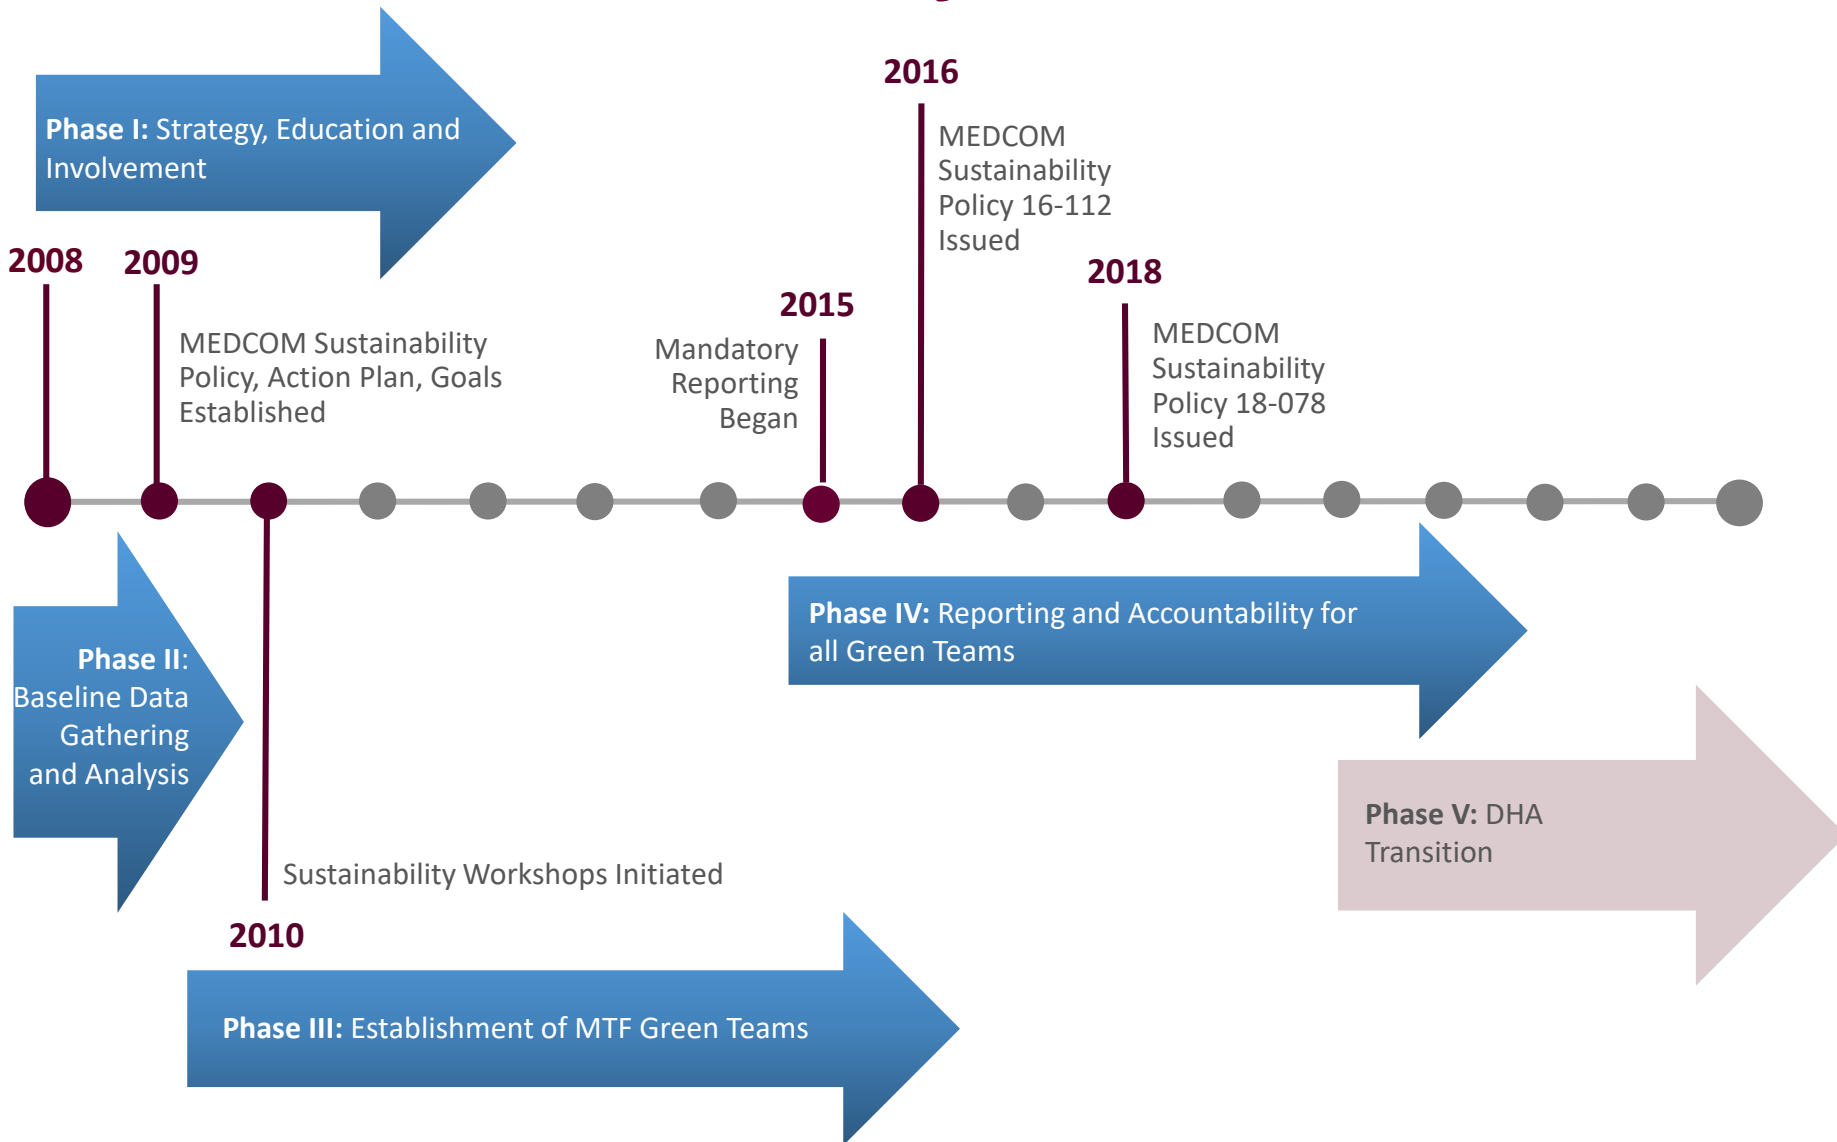 Phase I: Strategy, Education and
Involvement
2008
2009
MEDCOM Sustainability
Policy, Action Plan, Goals
Established
2015
Mandatory
Reporting
Began
2016
MEDCOM
Sustainability
Policy 16-112
Issued
2018
MEDCOM
Sustainability
Policy 18-078
Issued
Phase II:
Baseline Data
Gathering
and Analysis
Sustainability Workshops Initiated
2010
Phase III: Establishment of MTF Green Teams
Phase IV: Reporting and Accountability for
all Green Teams
Phase V: DHA
Transition